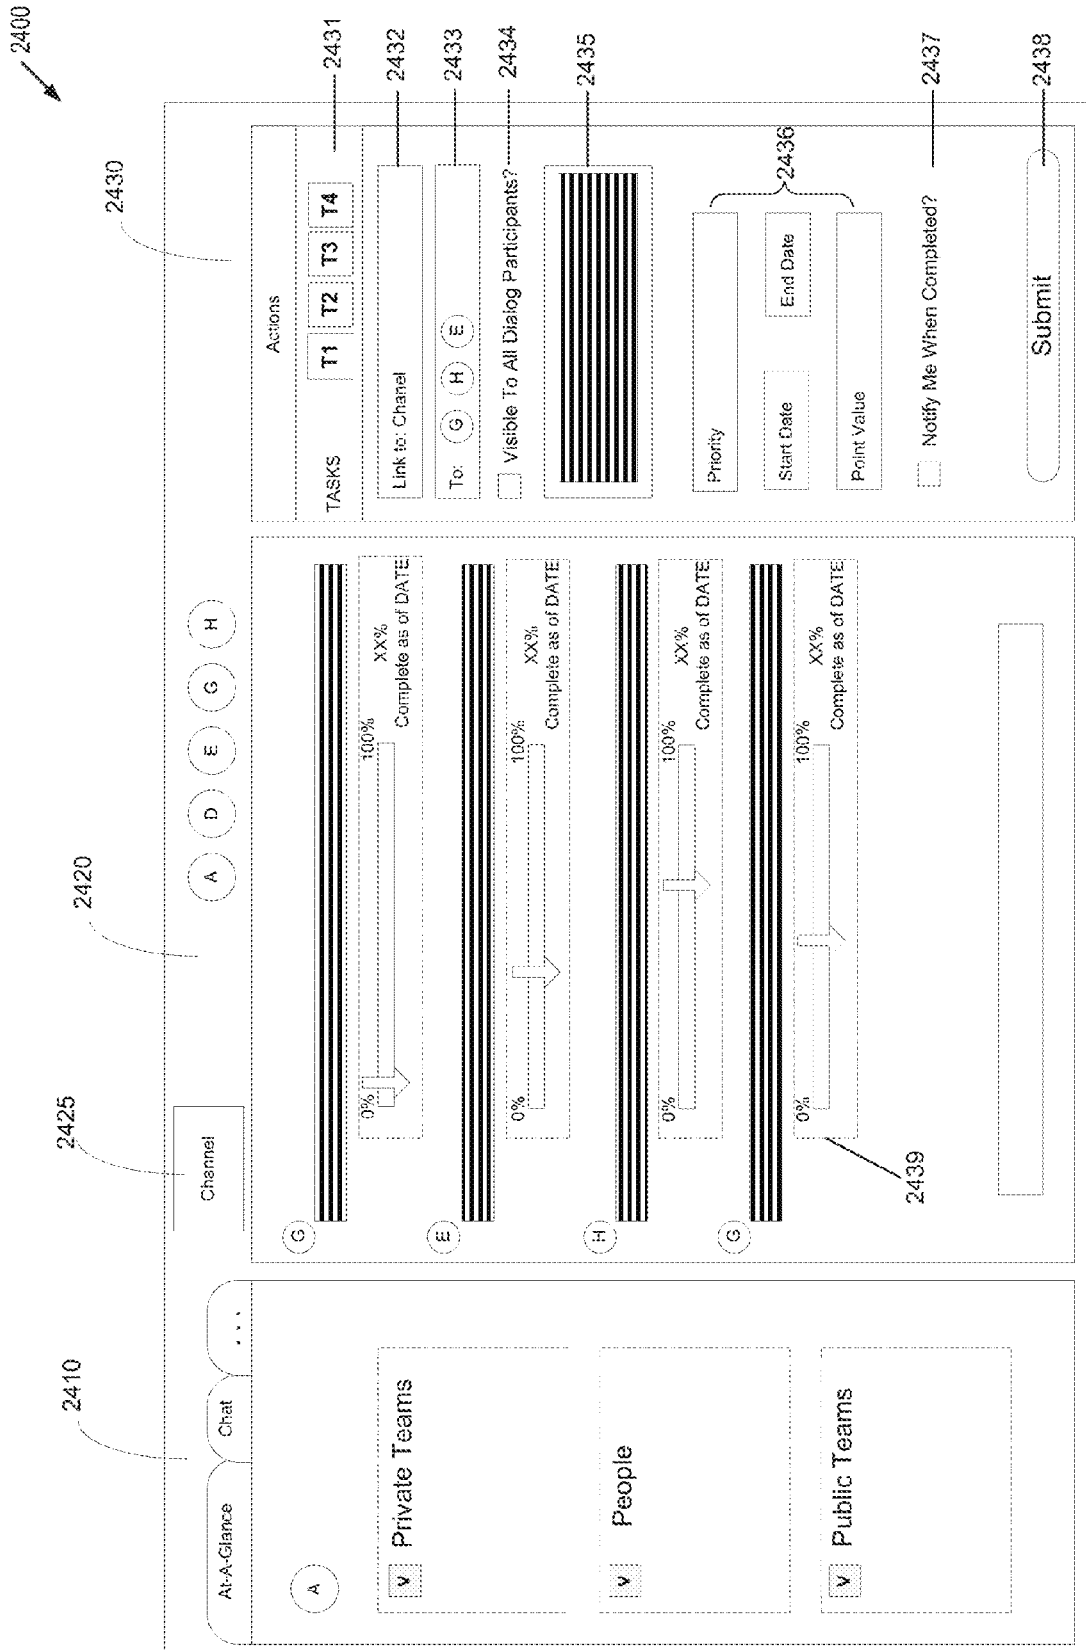 2400
2410
2425
2420
2430
At-A-Glance
Chat
...
Channel
A
D
E
G
H
A
v Private Teams
v People
v Public Teams
G
0%
100%
XX%
Complete as of DATE
E
0%
100%
XX%
Complete as of DATE
H
0%
100%
XX%
Complete as of DATE
G
0%
100%
XX%
Complete as of DATE
2439
Actions
TASKS
T1
T2
T3
T4
2431
Link to: Chanel
2432
To:
G
H
E
2433
Visible To All Dialog Participants?
2434
2435
Priority
Start Date
End Date
Point Value
2436
Notify Me When Completed?
2437
Submit
2438